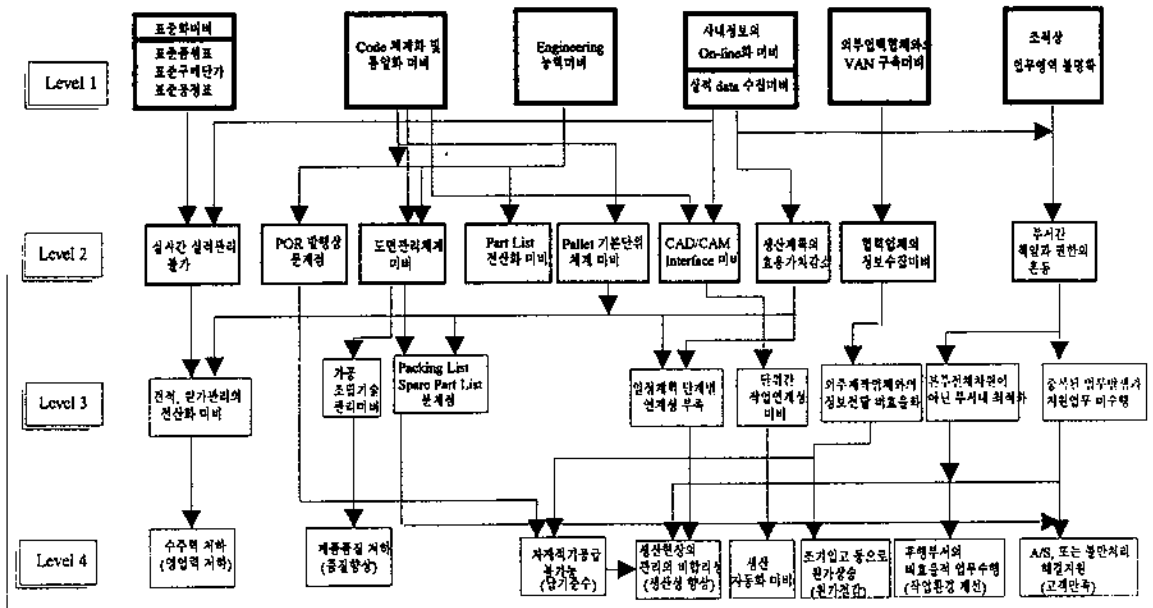 표준화미비
표준품셈표
표준구매단가
표준공정표
Code 체계화 및
통일화 미비
Engineering
능력미비
사내정보의
On-line화 미비
실적 data 수집미비
외부업력업체와의
VAN 구축미비
조직상
업무영역 불명확
Level 1
Level 2
실시간 실적관리
불가
POR 발행상
문제점
도면관리체계
미비
Part List
전산화 미비
Pallet 기본단위
체계 미비
CAD/CAM
Interface 미비
생산계획의
효용가치감소
협력업체의
정보수집미비
부서간
책임과 권한의
혼동
Level 3
견적, 원가관리의
전산화 미비
가공
조립기술
관리미비
Packing List
Spare Part List
문제점
일정계획 단계별
연계성 부족
단위간
작업연계성
미비
외주제작업체와의
정보전달 비효율화
본부전체차원이
아닌 부서내 최적화
중복된 업무발생과
지원업무 미수행
Level 4
수주력 저하
(영업력 저하)
제품품질 저하
(품질향상)
자재적기공급
불가능
(납기준수)
생산현장의
관리의 비합리성
(생산성 향상)
생산
자동화 미비
조기입고 등으로
원가상승
(원가절감)
후행부서의
비효율적 업무수행
(작업환경 개선)
A/S, 또는 불만처리
해결지원
(고객만족)